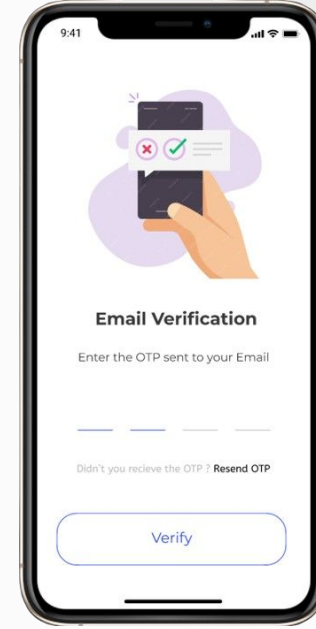 9:41
Email Verification
Enter the OTP sent to your Email
Didn't you recieve the OTP ? Resend OTP
Verify